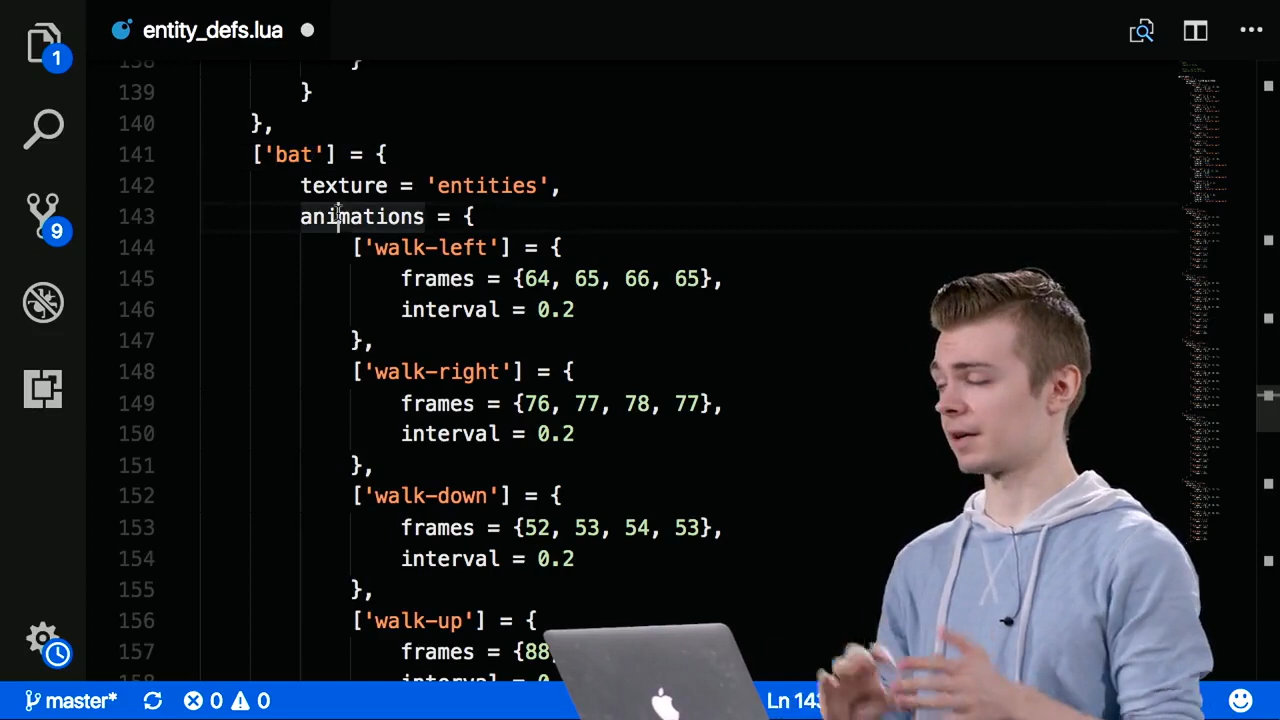 entity_defs.lua
1
138 }
139 }
140 },
141 ['bat'] = {
142 texture = 'entities',
143 animations = {
144 ['walk-left'] = {
145 frames = {64, 65, 66, 65},
146 interval = 0.2
147 },
148 ['walk-right'] = {
149 frames = {76, 77, 78, 77},
150 interval = 0.2
151 },
152 ['walk-down'] = {
153 frames = {52, 53, 54, 53},
154 interval = 0.2
155 },
156 ['walk-up'] = {
157 frames = {88
9
master* 0 0 Ln 143